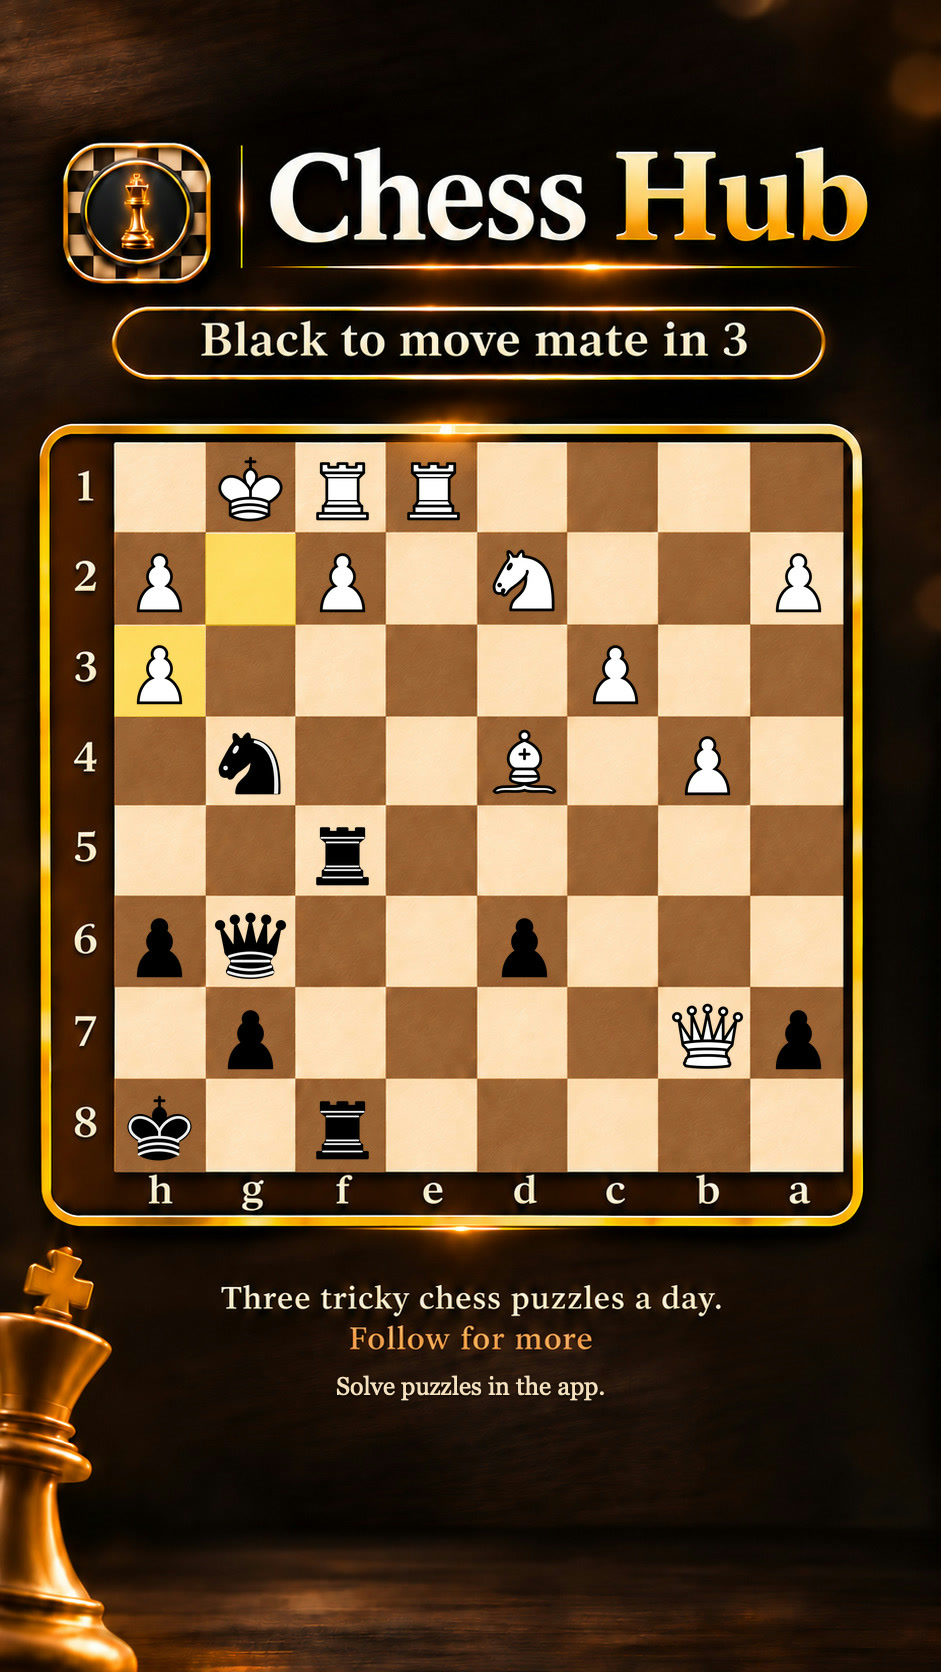 Chess Hub
Black to move mate in 3
1
2
3
4
5
6
7
8
h g f e d c b a
Three tricky chess puzzles a day.
Follow for more
Solve puzzles in the app.